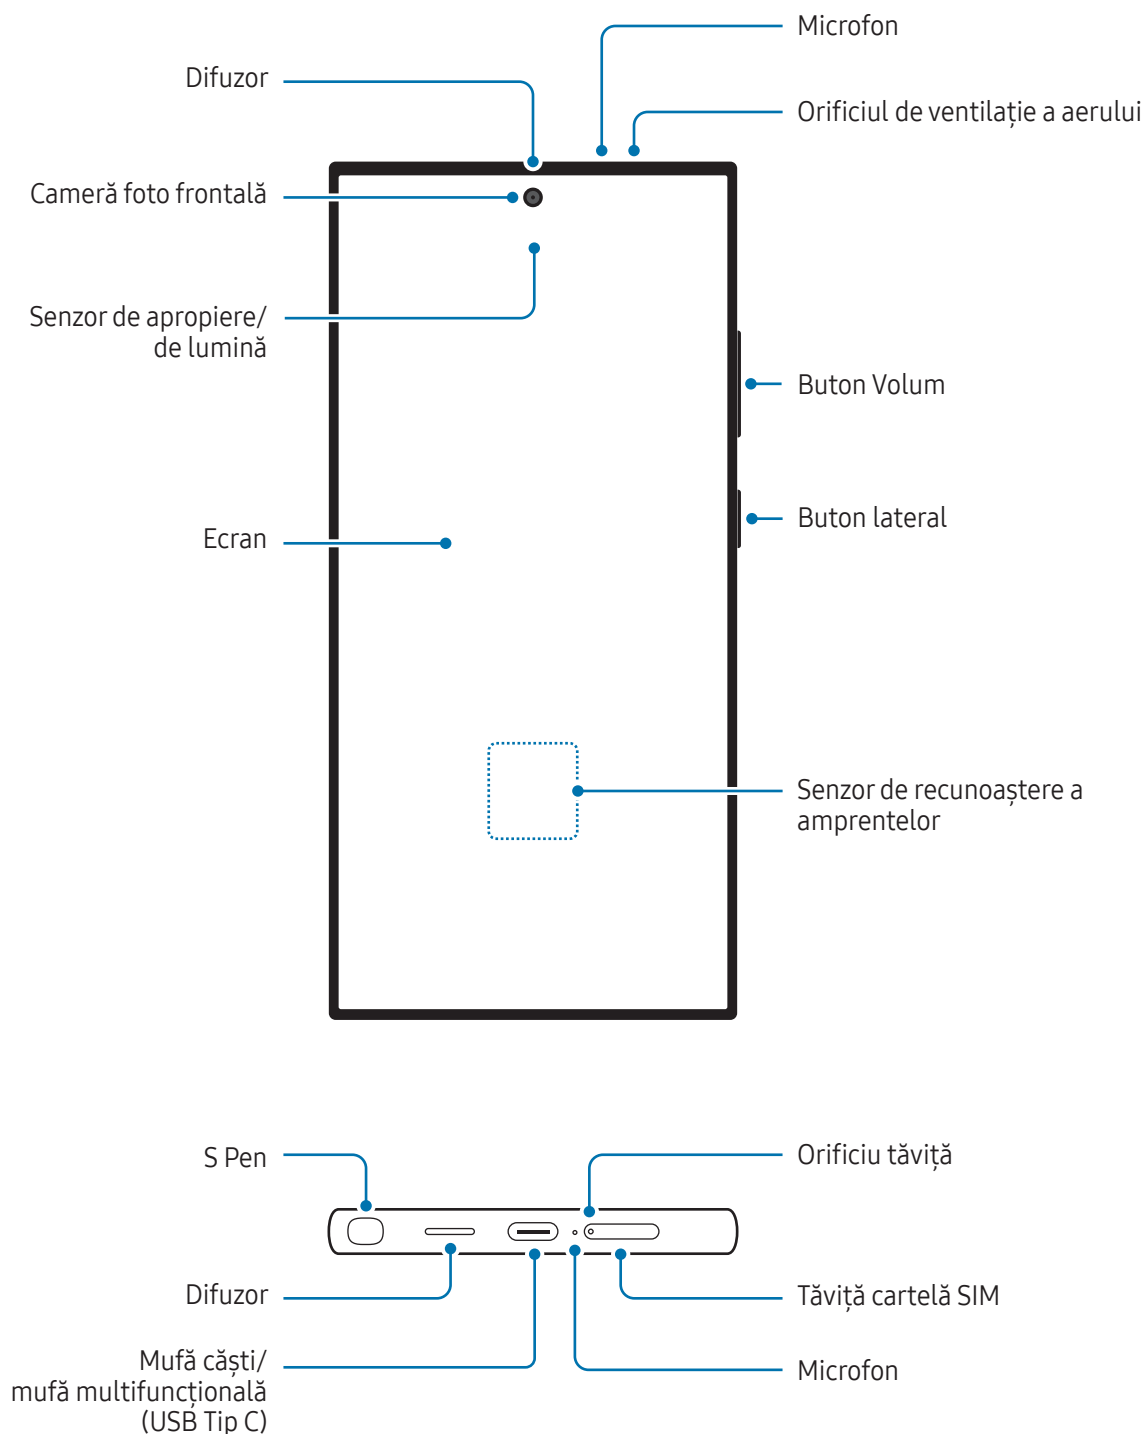 Microfon
Difuzor
Orificiul de ventilație a aerului
Cameră foto frontală
Senzor de apropiere/
de lumină
Buton Volum
Buton lateral
Ecran
Senzor de recunoaștere a
amprentelor
S Pen
Orificiu tăviță
Difuzor
Tăviță cartelă SIM
Mufă căști/
mufă multifuncțională
(USB Tip C)
Microfon